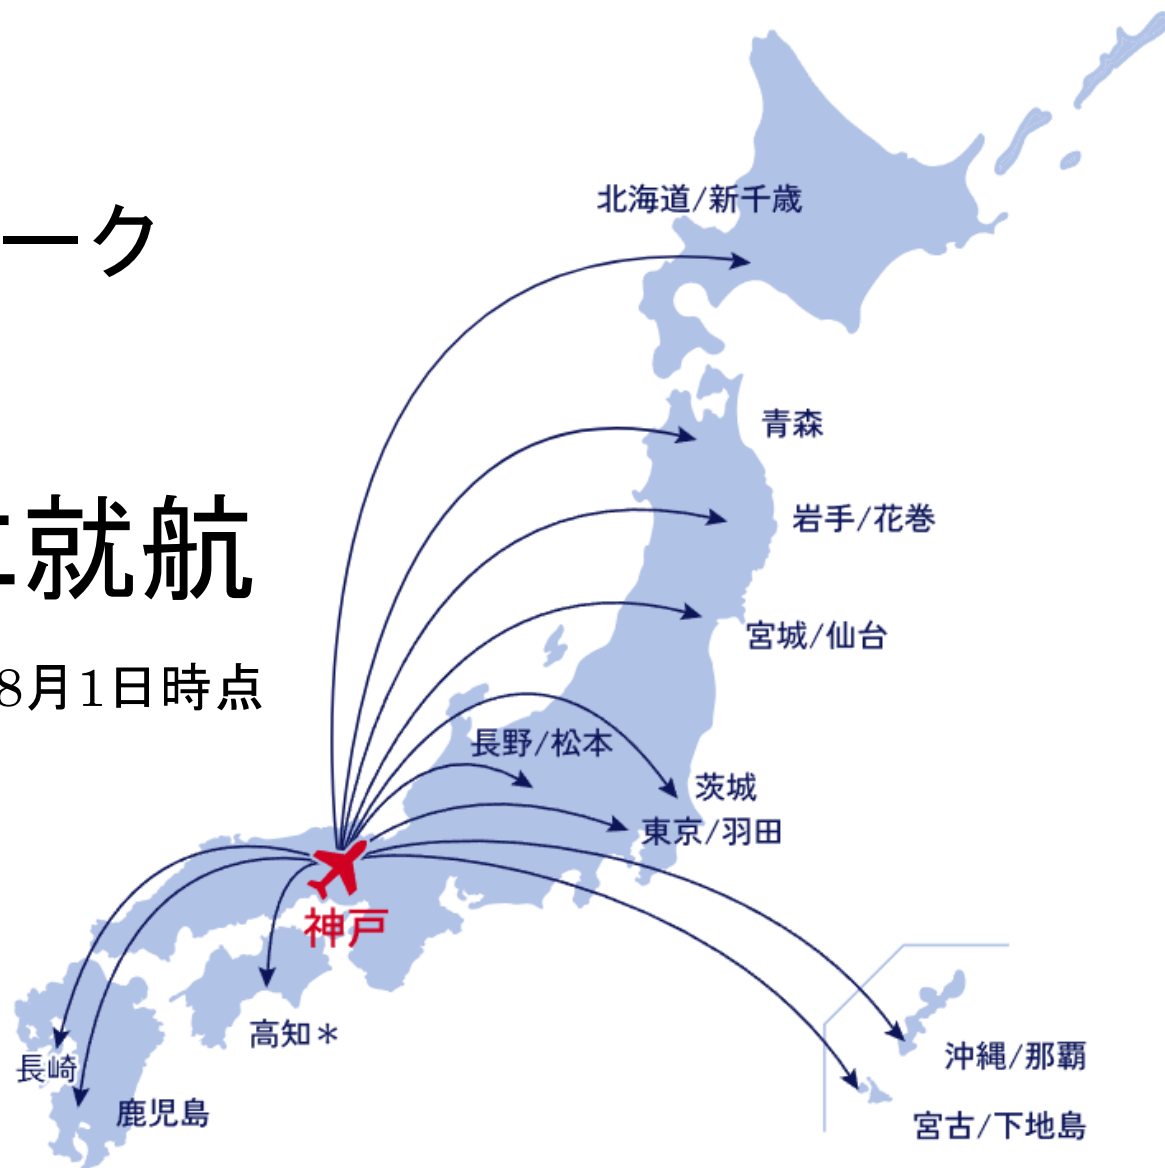 ーク
北海道/新千歳
青森
就航
岩手/花巻
宮城/仙台
8月1日時点
長野/松本
茨城
東京/羽田
神戸
高知＊
長崎
鹿児島
沖縄/那覇
宮古/下地島